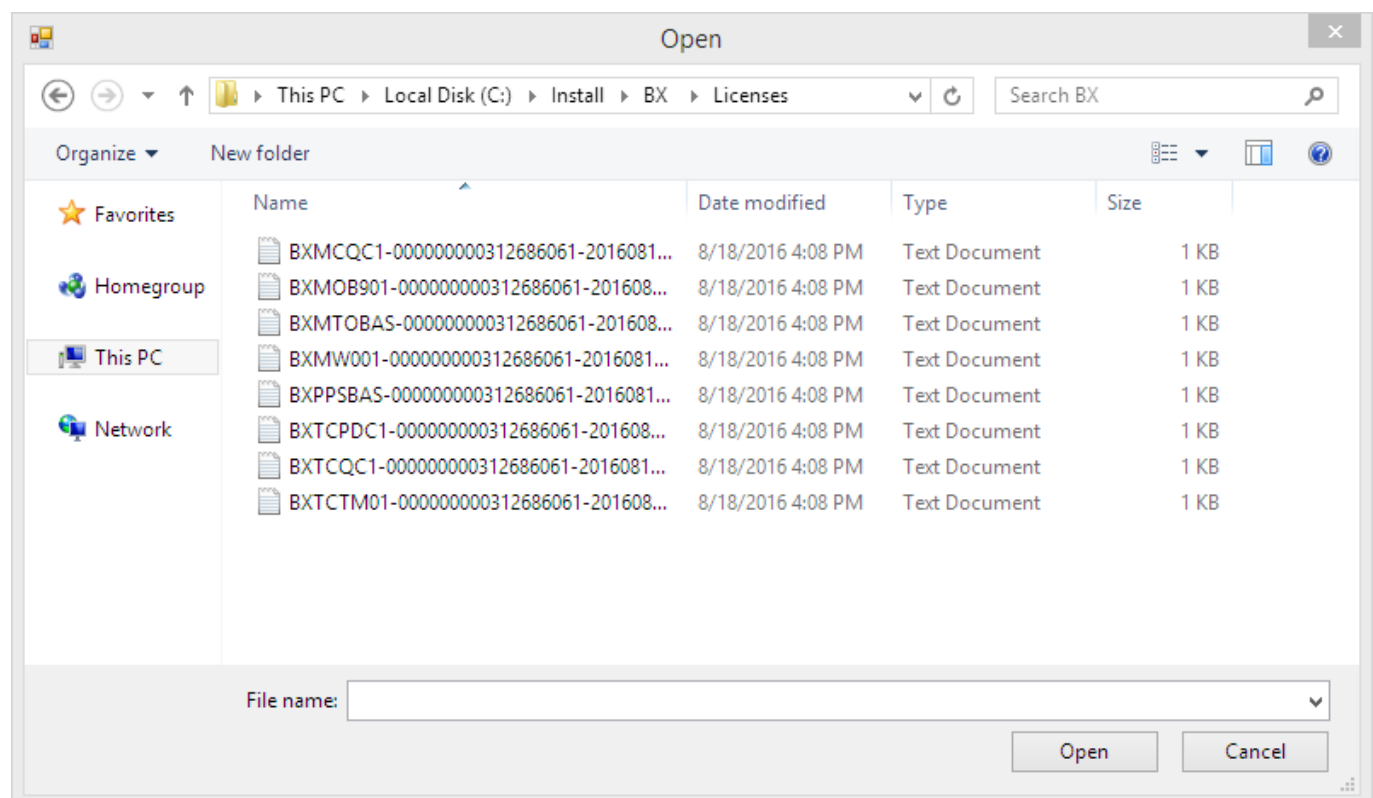 Open
This PC Local Disk (C:) Install BX Licenses Search BX
Organize New folder
Name Date modified Type Size
Favorites
Homegroup
This PC
Network
BXMCQC1-000000000312686061-2016081... 8/18/2016 4:08 PM Text Document 1 KB
BXMOB901-000000000312686061-201608... 8/18/2016 4:08 PM Text Document 1 KB
BXMTOBAS-000000000312686061-201608... 8/18/2016 4:08 PM Text Document 1 KB
BXMW001-000000000312686061-2016081... 8/18/2016 4:08 PM Text Document 1 KB
BXPPSBAS-000000000312686061-2016081... 8/18/2016 4:08 PM Text Document 1 KB
BXTCPDC1-000000000312686061-201608... 8/18/2016 4:08 PM Text Document 1 KB
BXTCQC1-000000000312686061-2016081... 8/18/2016 4:08 PM Text Document 1 KB
BXTCTM01-000000000312686061-201608... 8/18/2016 4:08 PM Text Document 1 KB
File name:
Open Cancel